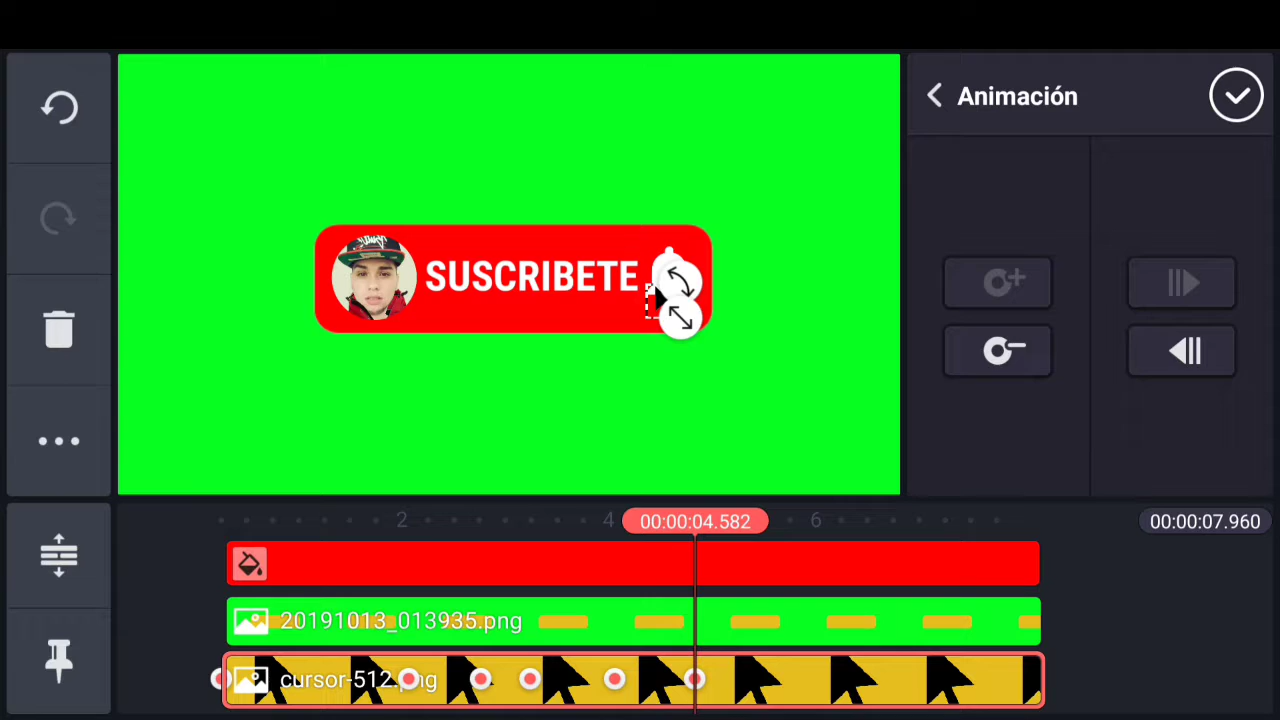 Animación
SUSCRIBETE
2
4
00:00:04.582
6
00:00:07.960
20191013_013935.png
cursor-512.png